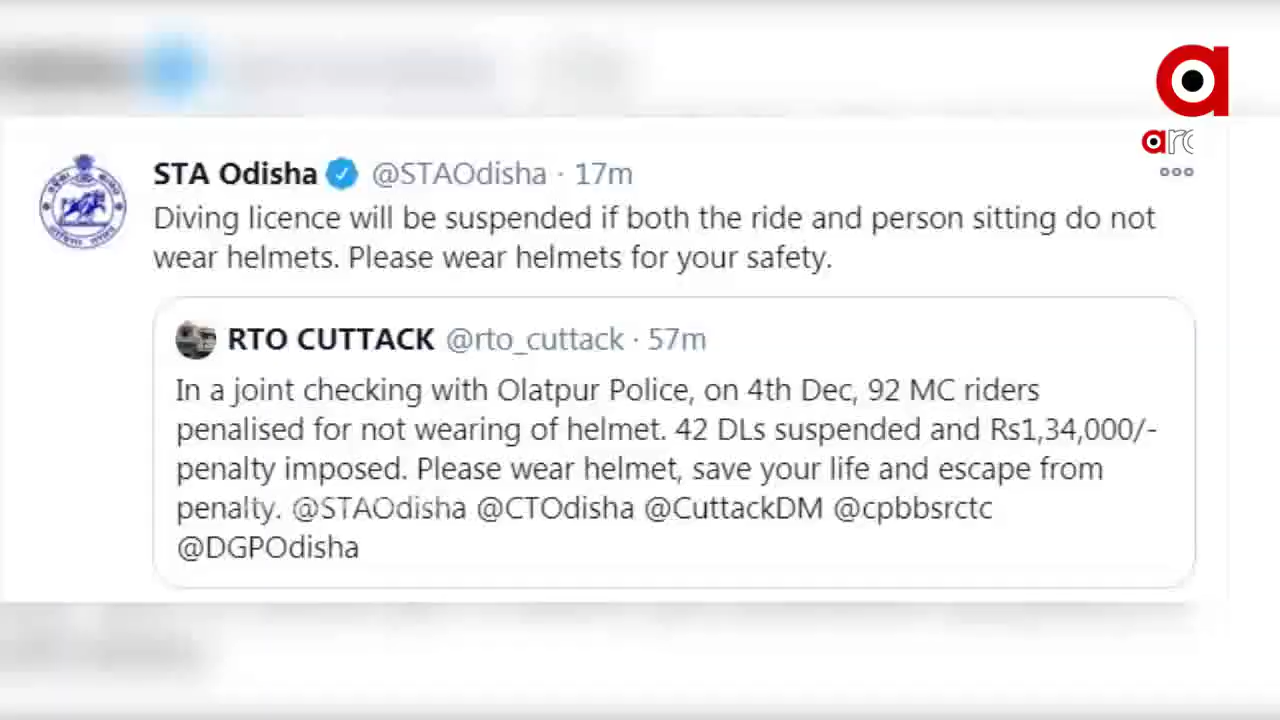 STA Odisha @STAOdisha · 17m
Diving licence will be suspended if both the ride and person sitting do not
wear helmets. Please wear helmets for your safety.
RTO CUTTACK @rto_cuttack · 57m
In a joint checking with Olatpur Police, on 4th Dec, 92 MC riders
penalised for not wearing of helmet. 42 DLs suspended and Rs1,34,000/-
penalty imposed. Please wear helmet, save your life and escape from
penalty. @STAOdisha @CTOdisha @CuttackDM @cpbbsrctc
@DGPOdisha